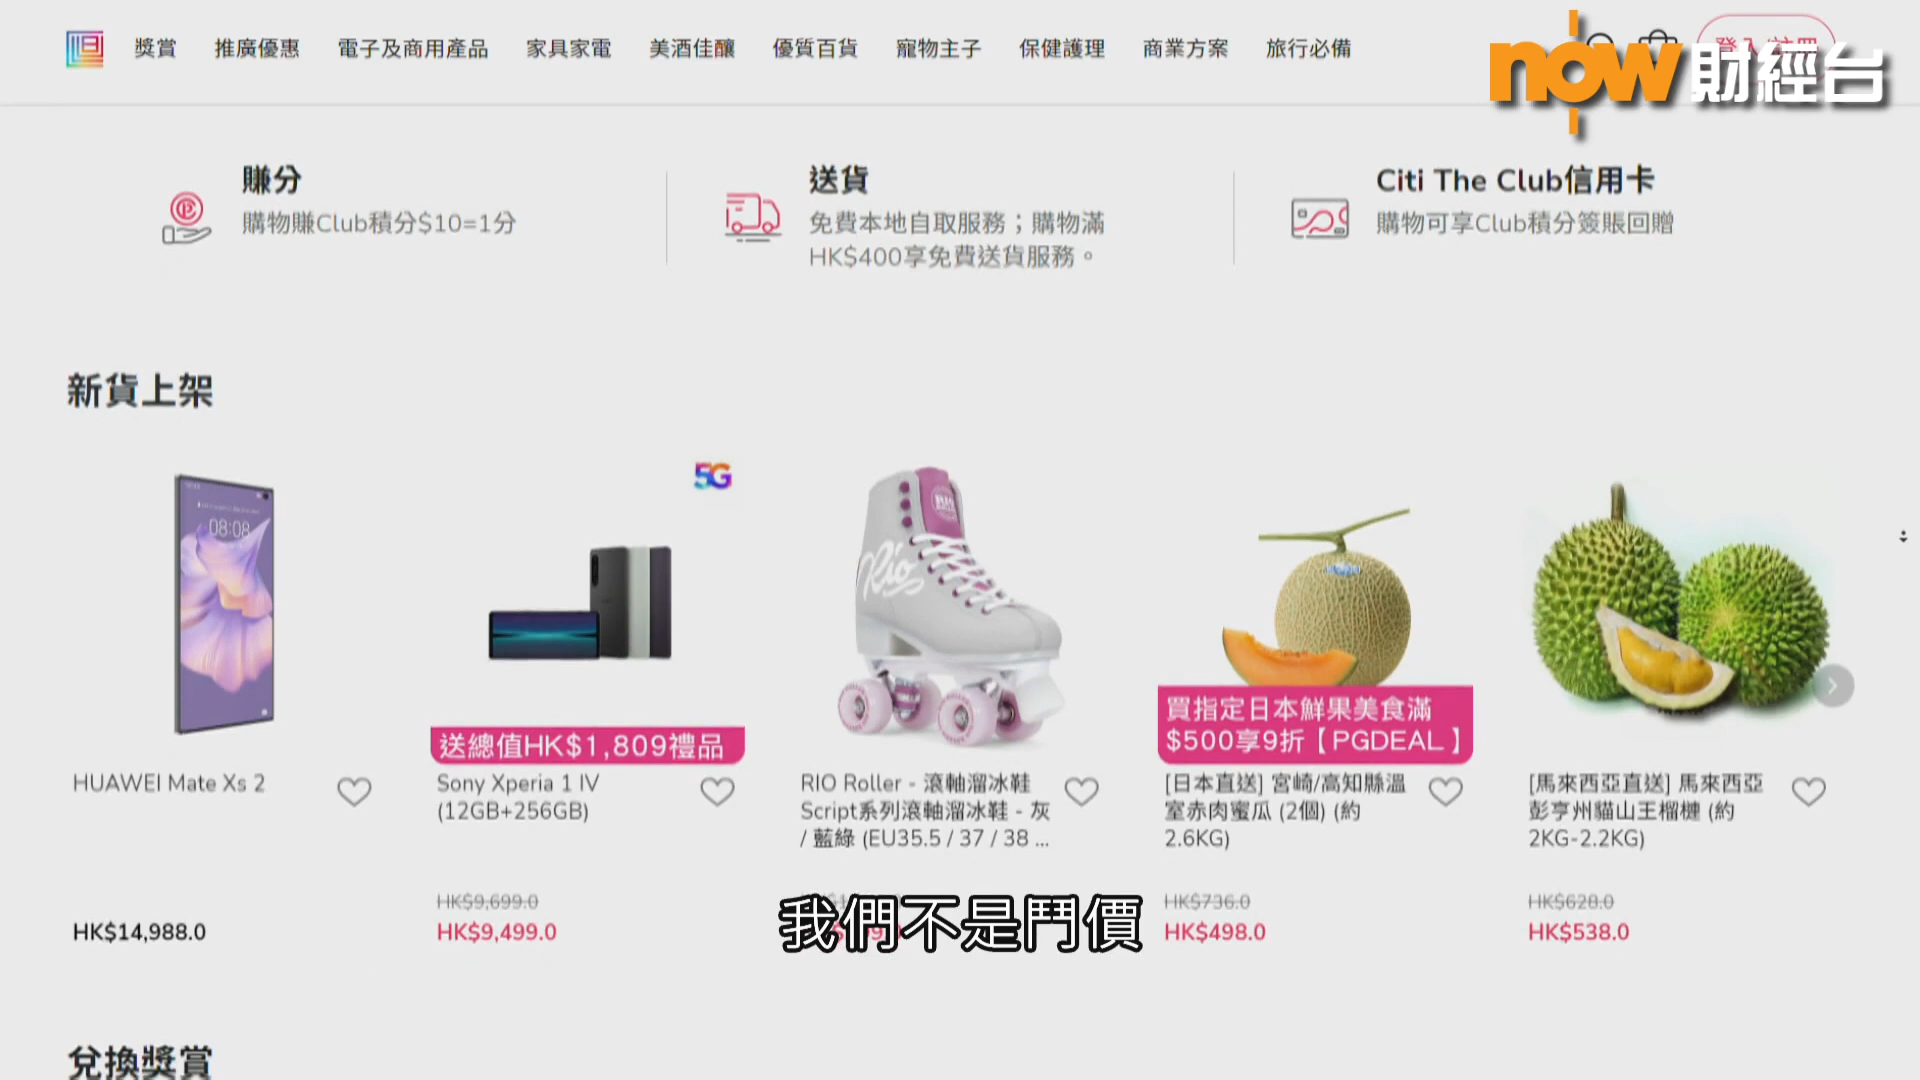 獎賞 推廣優惠 電子及商用產品 家具家電 美酒佳釀 優質百貨 寵物主子 保健護理 商業方案 旅行必備
now 財經台
賺分
購物賺Club積分$10=1分
送貨
免費本地自取服務；購物滿
HK$400享免費送貨服務。
Citi The Club信用卡
購物可享Club積分簽賬回贈
新貨上架
08:08
5G
Rio
送總值HK$1,809禮品
買指定日本鮮果美食滿
$500享9折【PGDEAL】
HUAWEI Mate Xs 2
HK$14,988.0
Sony Xperia 1 IV
(12GB+256GB)
HK$9,699.0
HK$9,499.0
RIO Roller - 滾軸溜冰鞋
Script系列滾軸溜冰鞋 - 灰
/ 藍綠 (EU35.5 / 37 / 38 ...
[日本直送] 宮崎/高知縣溫
室赤肉蜜瓜 (2個) (約
2.6KG)
HK$736.0
HK$498.0
[馬來西亞直送] 馬來西亞
彭亨州貓山王榴槤 (約
2KG-2.2KG)
HK$628.0
HK$538.0
我們不是鬥價
兌換獎賞